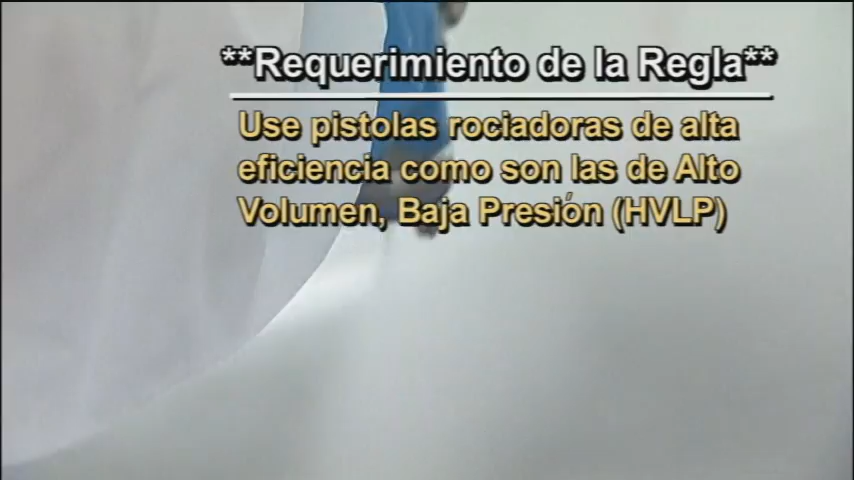 **Requerimiento de la Regla**
Use pistolas rociadoras de alta
eficiencia como son las de Alto
Volumen, Baja Presión (HVLP)